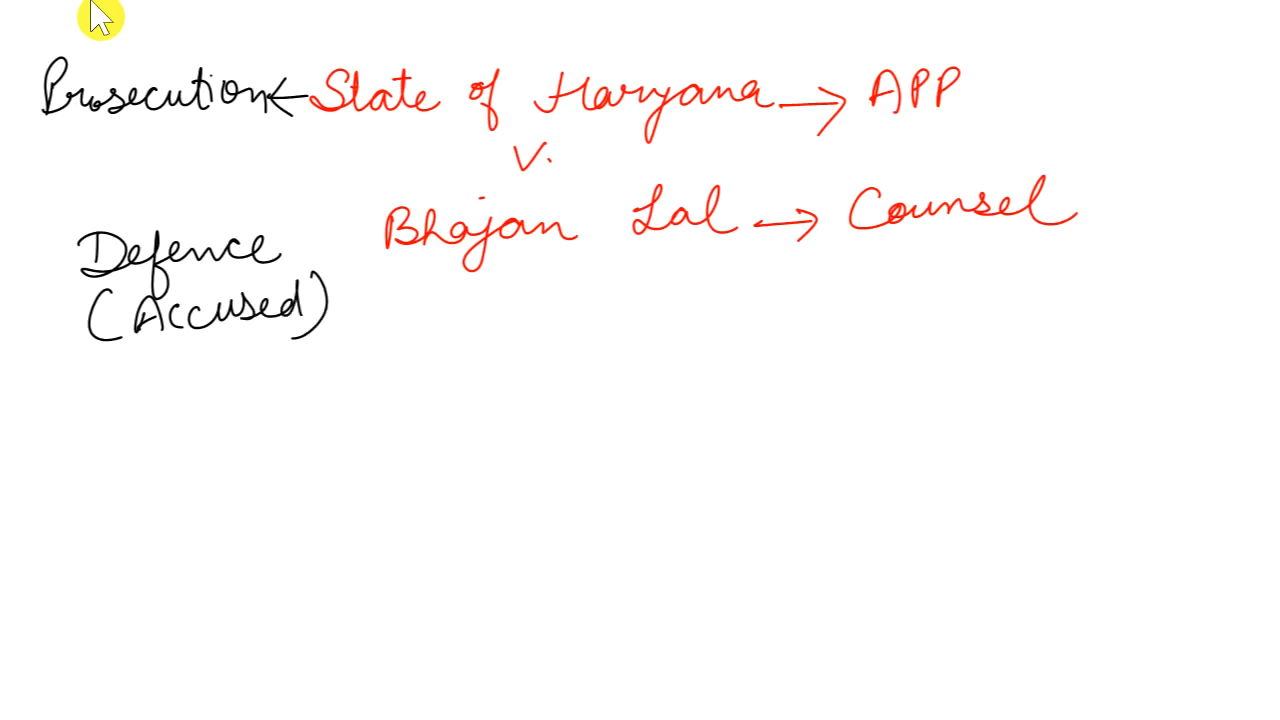 Prosecution ← State of Haryana → APP
V.
Bhajan Lal → Counsel
Defence
(Accused)